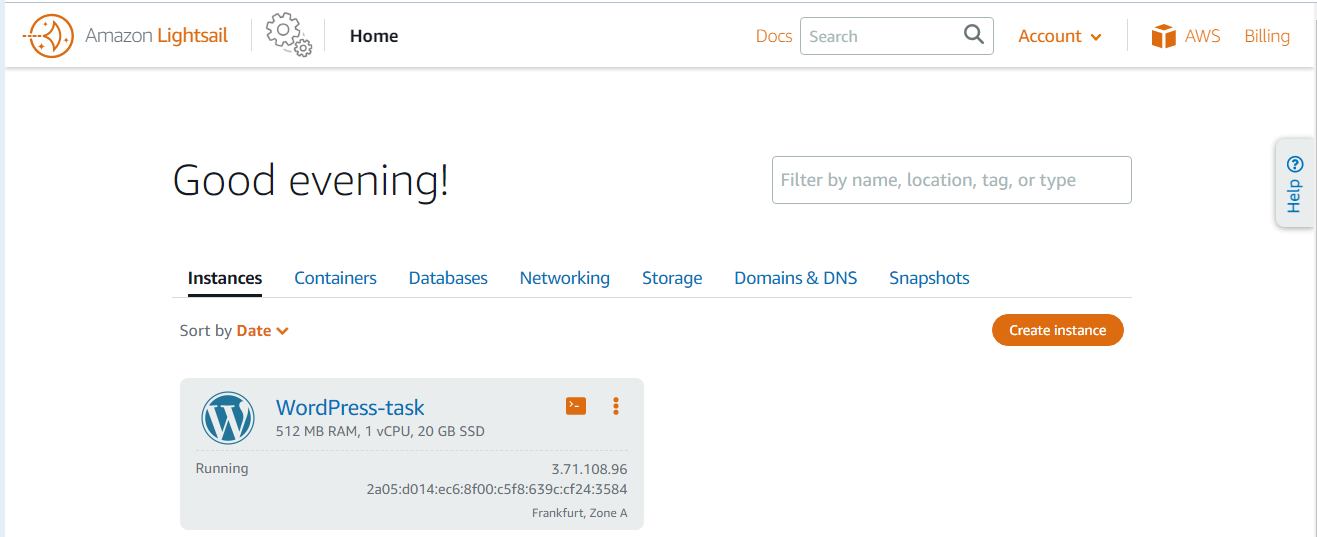 Amazon Lightsail Home Docs Search Account AWS Billing
Help
Good evening! Filter by name, location, tag, or type
Instances Containers Databases Networking Storage Domains & DNS Snapshots
Sort by Date Create instance
WordPress-task
512 MB RAM, 1 vCPU, 20 GB SSD
Running 3.71.108.96
2a05:d014:ec6:8f00:c5f8:639c:cf24:3584
Frankfurt, Zone A